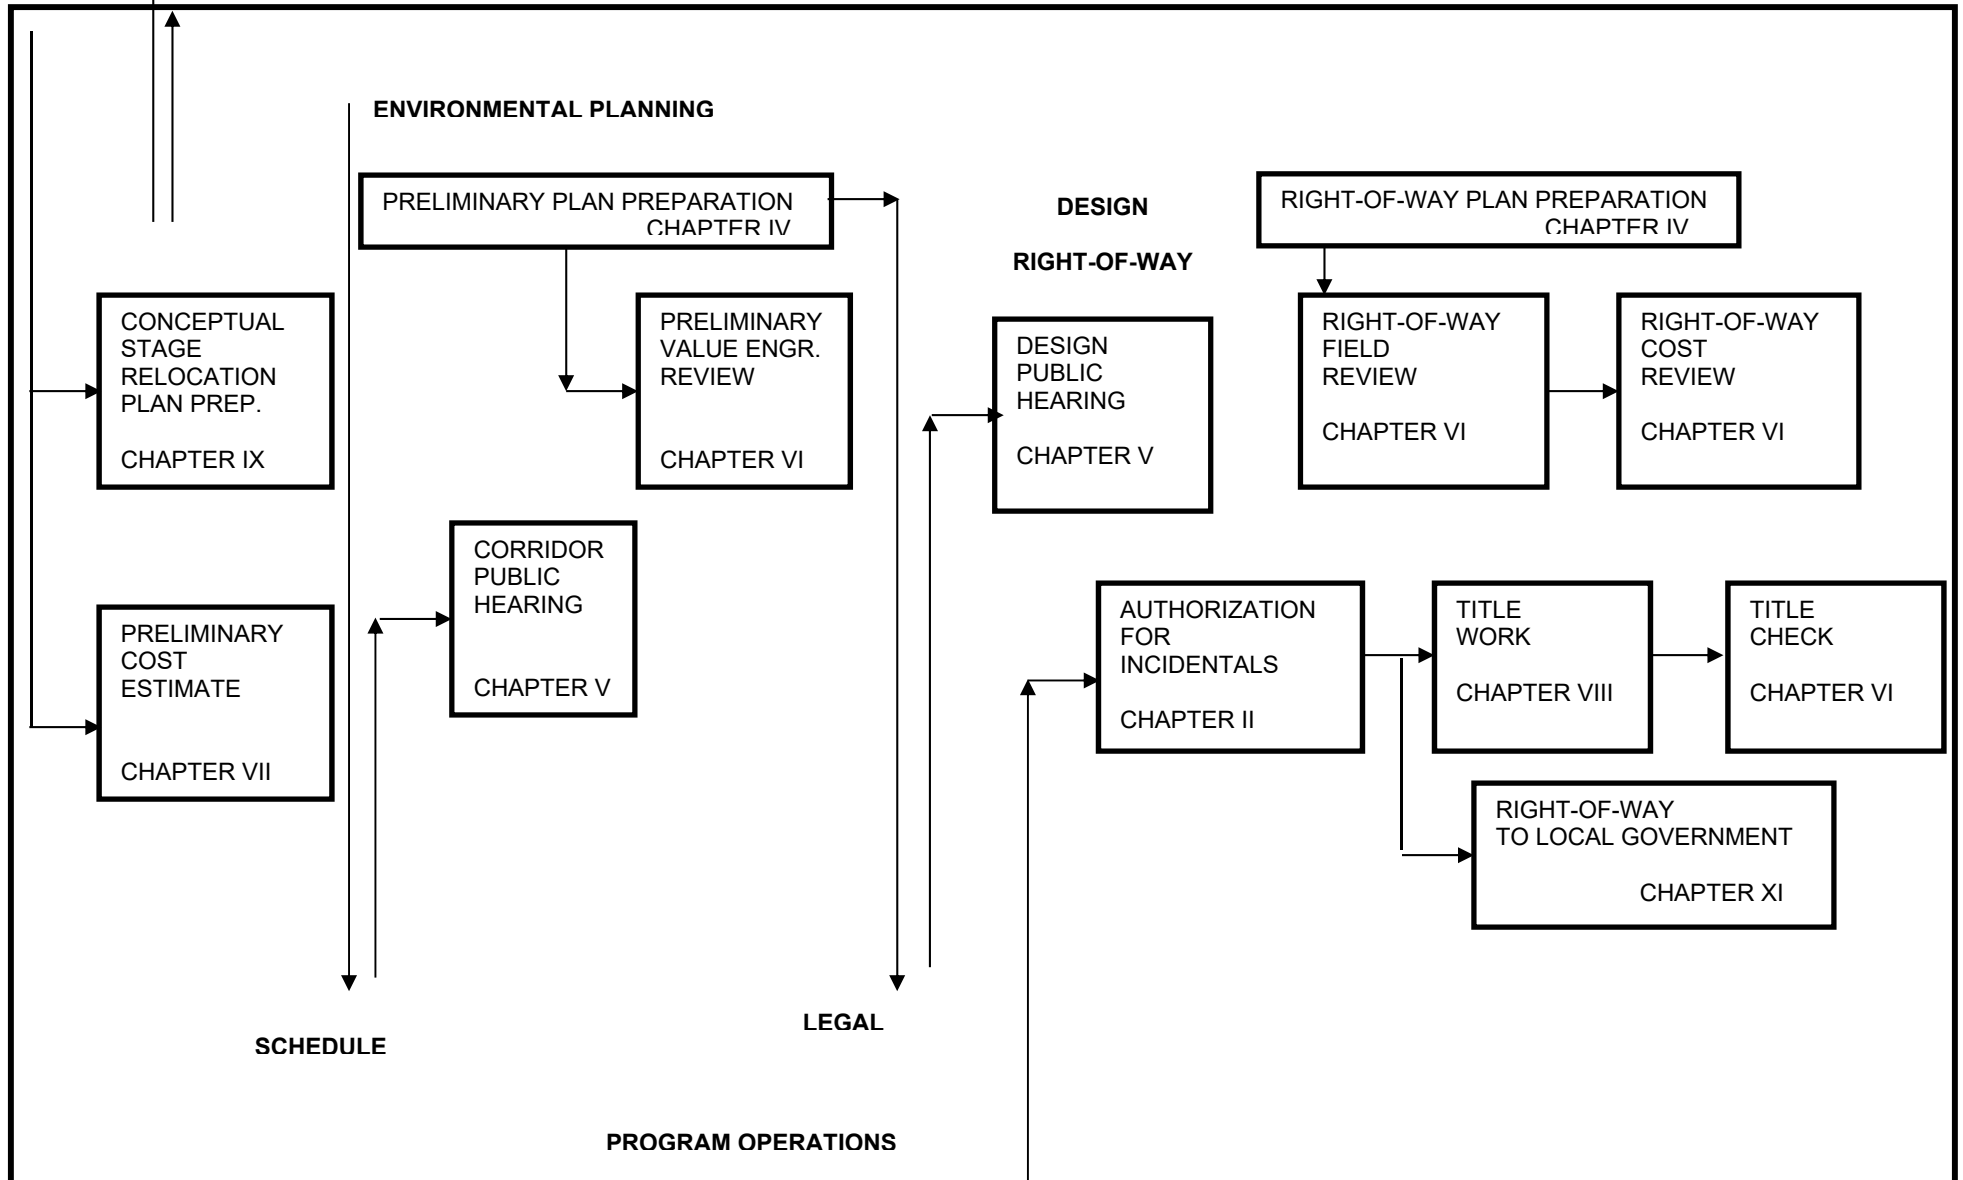 ENVIRONMENTAL PLANNING
PRELIMINARY PLAN PREPARATION
CHAPTER IV
DESIGN
RIGHT-OF-WAY
RIGHT-OF-WAY PLAN PREPARATION
CHAPTER IV
CONCEPTUAL
STAGE
RELOCATION
PLAN PREP.
CHAPTER IX
PRELIMINARY
VALUE ENGR.
REVIEW
CHAPTER VI
DESIGN
PUBLIC
HEARING
CHAPTER V
RIGHT-OF-WAY
FIELD
REVIEW
CHAPTER VI
RIGHT-OF-WAY
COST
REVIEW
CHAPTER VI
CORRIDOR
PUBLIC
HEARING
CHAPTER V
PRELIMINARY
COST
ESTIMATE
CHAPTER VII
AUTHORIZATION
FOR
INCIDENTALS
CHAPTER II
TITLE
WORK
CHAPTER VIII
TITLE
CHECK
CHAPTER VI
RIGHT-OF-WAY
TO LOCAL GOVERNMENT
CHAPTER XI
LEGAL
SCHEDULE
PROGRAM OPERATIONS